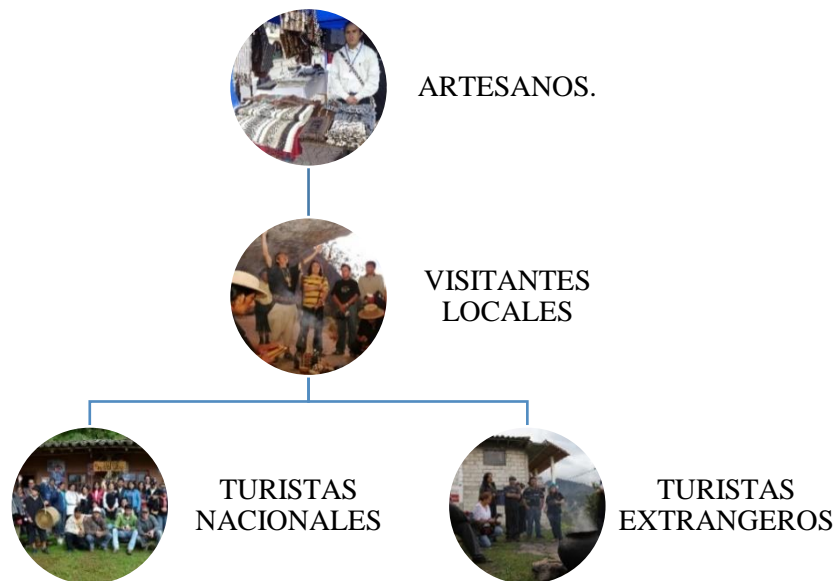 ARTESANOS.
VISITANTES
LOCALES
TURISTAS
NACIONALES
TURISTAS
EXTRANGEROS